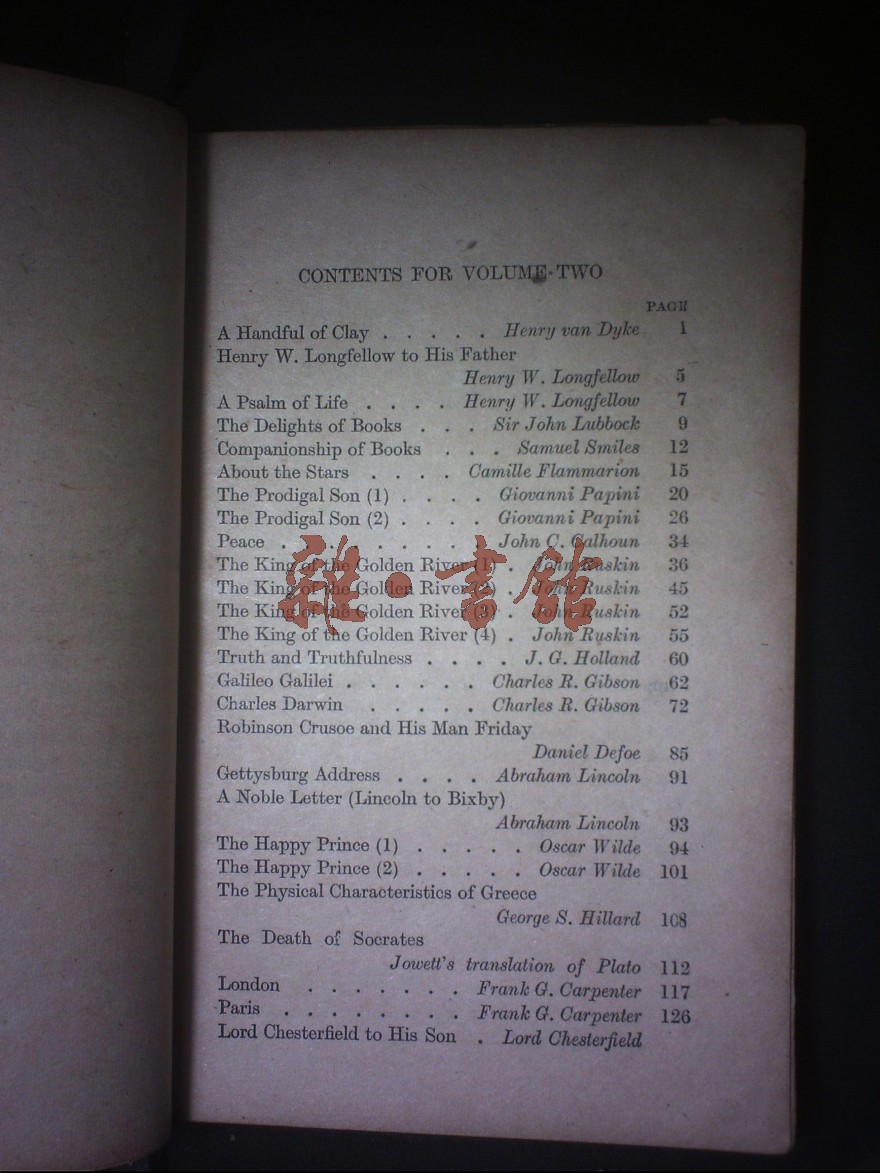 CONTENTS FOR VOLUME TWO
PAGE
A Handful of Clay . . . . . Henry van Dyke 1
Henry W. Longfellow to His Father
Henry W. Longfellow 5
A Psalm of Life . . . . Henry W. Longfellow 7
The Delights of Books . . . Sir John Lubbock 9
Companionship of Books . . . Samuel Smiles 12
About the Stars . . . . Camille Flammarion 15
The Prodigal Son (1) . . . . Giovanni Papini 20
The Prodigal Son (2) . . . . Giovanni Papini 26
Peace . . . . . . . . . John C. Calhoun 34
The King of the Golden River (1) . John Ruskin 36
The King of the Golden River (2) . John Ruskin 45
The King of the Golden River (3) . John Ruskin 52
The King of the Golden River (4) . John Ruskin 55
雜·書館
Truth and Truthfulness . . . . J. G. Holland 60
Galileo Galilei . . . . . . Charles R. Gibson 62
Charles Darwin . . . . . Charles R. Gibson 72
Robinson Crusoe and His Man Friday
Daniel Defoe 85
Gettysburg Address . . . . Abraham Lincoln 91
A Noble Letter (Lincoln to Bixby)
Abraham Lincoln 93
The Happy Prince (1) . . . . . Oscar Wilde 94
The Happy Prince (2) . . . . . Oscar Wilde 101
The Physical Characteristics of Greece
George S. Hillard 108
The Death of Socrates
Jowett's translation of Plato 112
London . . . . . . . Frank G. Carpenter 117
Paris . . . . . . . . Frank G. Carpenter 126
Lord Chesterfield to His Son . Lord Chesterfield